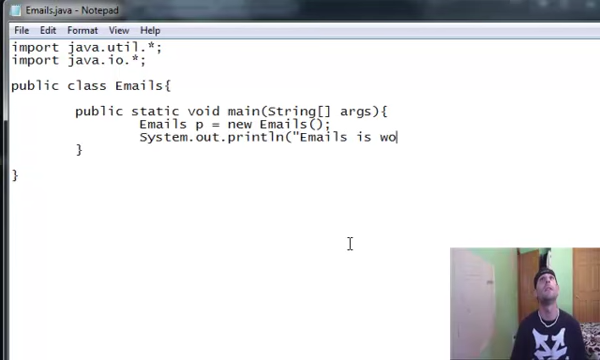 Emails.java - Notepad
File Edit Format View Help
import java.util.*;
import java.io.*;
public class Emails{
public static void main(String[] args){
Emails p = new Emails();
System.out.println("Emails is wo
}
}